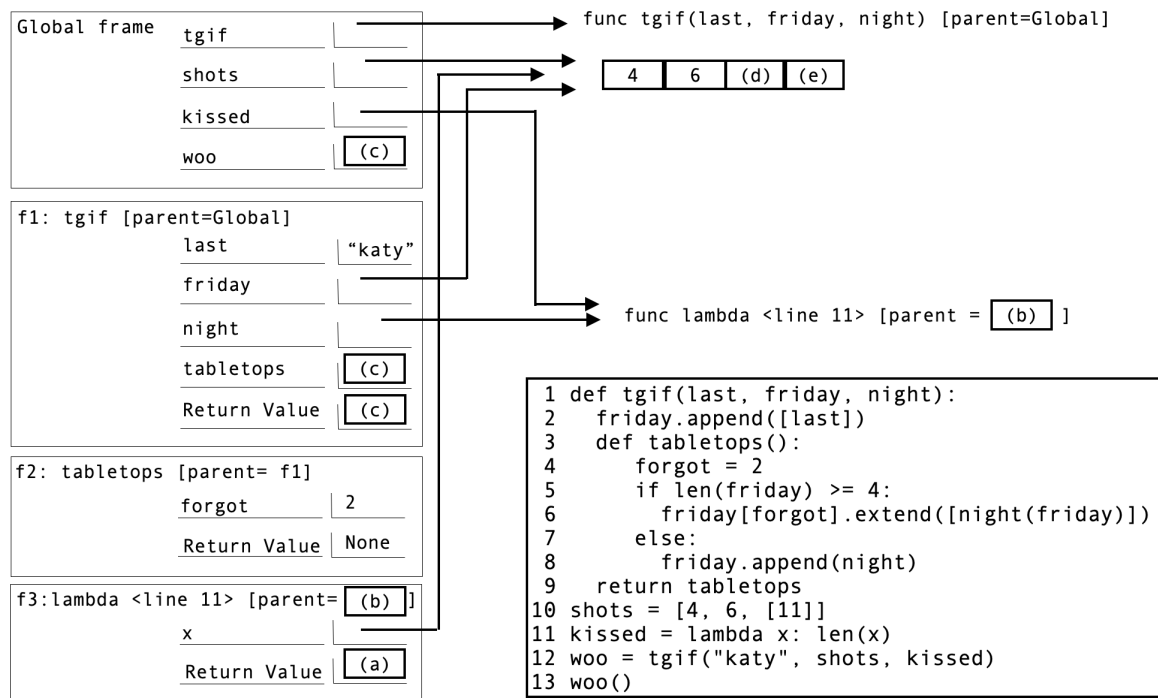 Global frame
tgif
shots
kissed
woo (c)
func tgif(last, friday, night) [parent=Global]
4 6 (d) (e)
f1: tgif [parent=Global]
last “katy”
friday
night
tabletops (c)
Return Value (c)
func lambda <line 11> [parent = (b) ]
f2: tabletops [parent= f1]
forgot 2
Return Value None
f3:lambda <line 11> [parent= (b) ]
x
Return Value (a)
1 def tgif(last, friday, night):
2 friday.append([last])
3 def tabletops():
4 forgot = 2
5 if len(friday) >= 4:
6 friday[forgot].extend([night(friday)])
7 else:
8 friday.append(night)
9 return tabletops
10 shots = [4, 6, [11]]
11 kissed = lambda x: len(x)
12 woo = tgif("katy", shots, kissed)
13 woo()